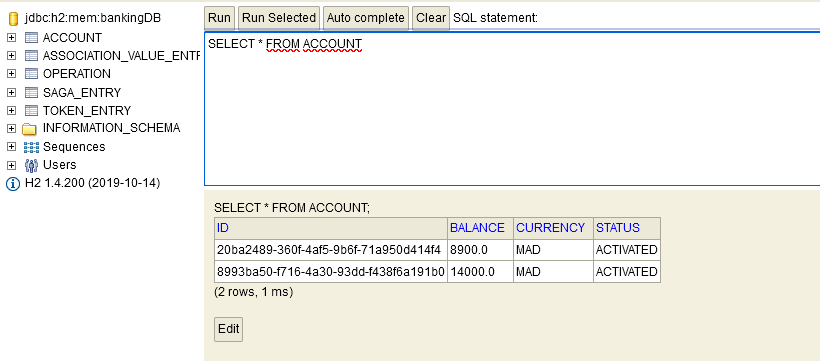 jdbc:h2:mem:bankingDB
ACCOUNT
ASSOCIATION_VALUE_ENTR
OPERATION
SAGA_ENTRY
TOKEN_ENTRY
INFORMATION_SCHEMA
Sequences
Users
H2 1.4.200 (2019-10-14)
Run Run Selected Auto complete Clear SQL statement:
SELECT * FROM ACCOUNT
SELECT * FROM ACCOUNT;
ID BALANCE CURRENCY STATUS
20ba2489-360f-4af5-9b6f-71a950d414f4 8900.0 MAD ACTIVATED
8993ba50-f716-4a30-93dd-f438f6a191b0 14000.0 MAD ACTIVATED
(2 rows, 1 ms)
Edit